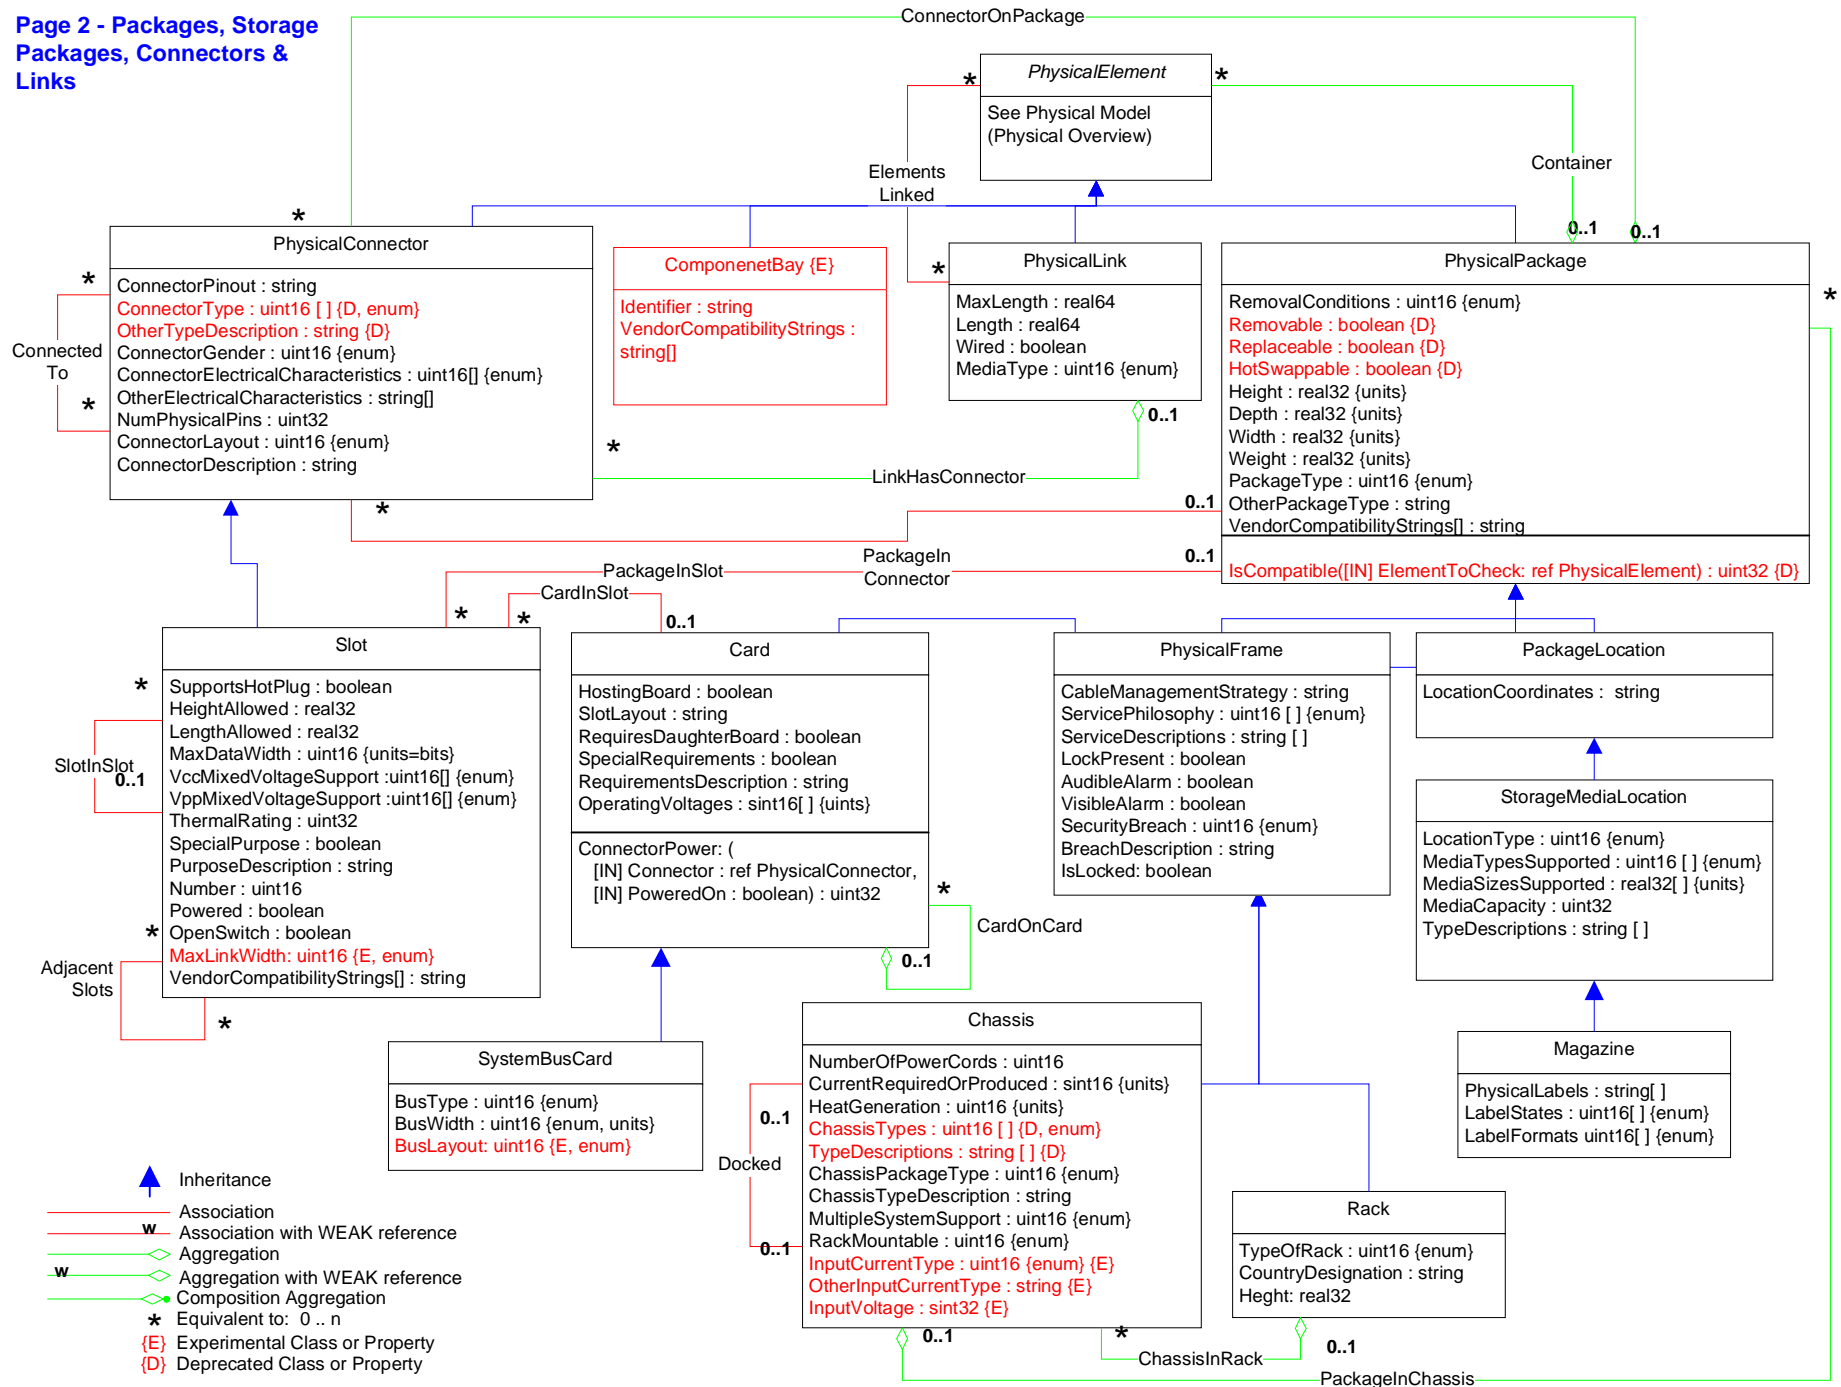 Page 2 - Packages, Storage
Packages, Connectors &
Links
ConnectorOnPackage
PhysicalElement
See Physical Model
(Physical Overview)
*
*
Elements
Linked
Container
*
0..1
0..1
*
*
PhysicalConnector
ConnectorPinout : string
ConnectorType : uint16 [ ] {D, enum}
OtherTypeDescription : string {D}
ConnectorGender : uint16 {enum}
ConnectorElectricalCharacteristics : uint16[] {enum}
OtherElectricalCharacteristics : string[]
NumPhysicalPins : uint32
ConnectorLayout : uint16 {enum}
ConnectorDescription : string
*
Connected
To
*
*
*
ComponenetBay {E}
Identifier : string
VendorCompatibilityStrings :
string[]
PhysicalLink
MaxLength : real64
Length : real64
Wired : boolean
MediaType : uint16 {enum}
0..1
LinkHasConnector
PhysicalPackage
RemovalConditions : uint16 {enum}
Removable : boolean {D}
Replaceable : boolean {D}
HotSwappable : boolean {D}
Height : real32 {units}
Depth : real32 {units}
Width : real32 {units}
Weight : real32 {units}
PackageType : uint16 {enum}
OtherPackageType : string
VendorCompatibilityStrings[] : string
IsCompatible([IN] ElementToCheck: ref PhysicalElement) : uint32 {D}
0..1
0..1
PackageIn
Connector
PackageInSlot
CardInSlot
*
*
0..1
Slot
SupportsHotPlug : boolean
HeightAllowed : real32
LengthAllowed : real32
MaxDataWidth : uint16 {units=bits}
VccMixedVoltageSupport :uint16[] {enum}
VppMixedVoltageSupport :uint16[] {enum}
ThermalRating : uint32
SpecialPurpose : boolean
PurposeDescription : string
Number : uint16
Powered : boolean
OpenSwitch : boolean
MaxLinkWidth: uint16 {E, enum}
VendorCompatibilityStrings[] : string
*
SlotInSlot
0..1
*
Adjacent
Slots
*
Card
HostingBoard : boolean
SlotLayout : string
RequiresDaughterBoard : boolean
SpecialRequirements : boolean
RequirementsDescription : string
OperatingVoltages : sint16[ ] {uints}
ConnectorPower: (
[IN] Connector : ref PhysicalConnector,
[IN] PoweredOn : boolean) : uint32
*
CardOnCard
0..1
PhysicalFrame
CableManagementStrategy : string
ServicePhilosophy : uint16 [ ] {enum}
ServiceDescriptions : string [ ]
LockPresent : boolean
AudibleAlarm : boolean
VisibleAlarm : boolean
SecurityBreach : uint16 {enum}
BreachDescription : string
IsLocked: boolean
PackageLocation
LocationCoordinates :  string
StorageMediaLocation
LocationType : uint16 {enum}
MediaTypesSupported : uint16 [ ] {enum}
MediaSizesSupported : real32[ ] {units}
MediaCapacity : uint32
TypeDescriptions : string [ ]
Magazine
PhysicalLabels : string[ ]
LabelStates : uint16[ ] {enum}
LabelFormats uint16[ ] {enum}
SystemBusCard
BusType : uint16 {enum}
BusWidth : uint16 {enum, units}
BusLayout: uint16 {E, enum}
Chassis
NumberOfPowerCords : uint16
CurrentRequiredOrProduced : sint16 {units}
HeatGeneration : uint16 {units}
ChassisTypes : uint16 [ ] {D, enum}
TypeDescriptions : string [ ] {D}
ChassisPackageType : uint16 {enum}
ChassisTypeDescription : string
MultipleSystemSupport : uint16 {enum}
RackMountable : uint16 {enum}
InputCurrentType : uint16 {enum} {E}
OtherInputCurrentType : string {E}
InputVoltage : sint32 {E}
0..1
Docked
0..1
0..1
*
ChassisInRack
0..1
PackageInChassis
Rack
TypeOfRack : uint16 {enum}
CountryDesignation : string
Heght: real32
Inheritance
Association
w
Association with WEAK reference
Aggregation
w
Aggregation with WEAK reference
Composition Aggregation
* Equivalent to:  0 .. n
{E} Experimental Class or Property
{D} Deprecated Class or Property